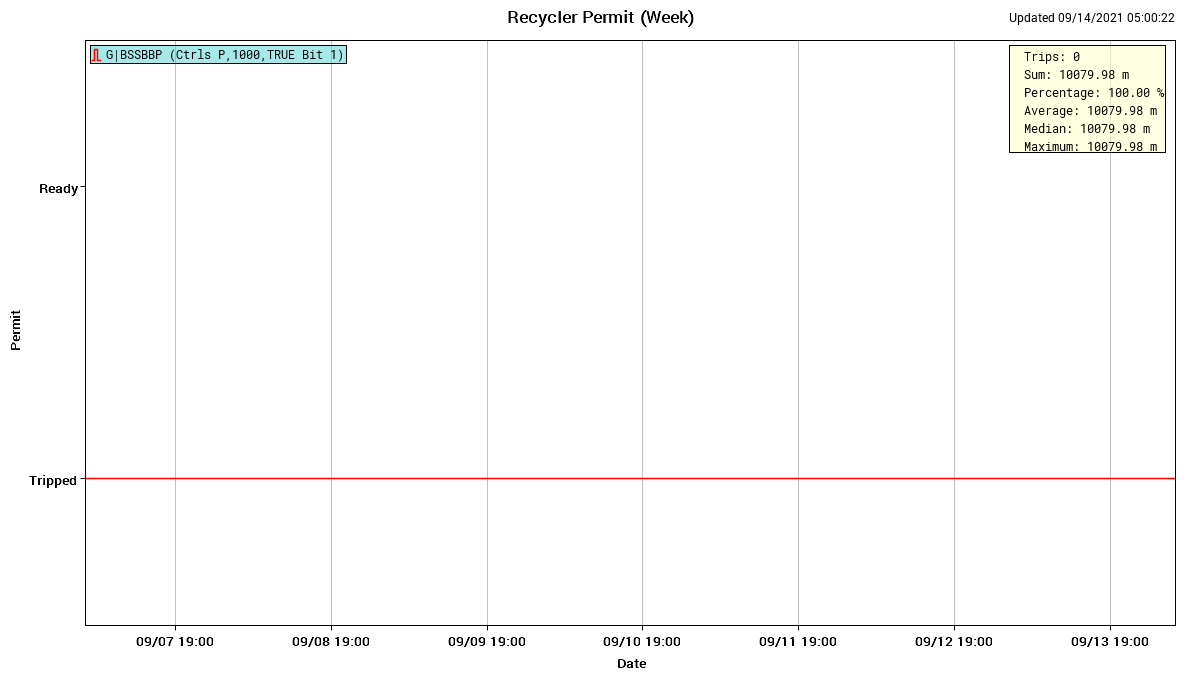 Recycler Permit (Week)
Updated 09/14/2021 05:00:22
G|BSSBBP (Ctrls P,1000,TRUE Bit 1)
Trips: 0
Sum: 10079.98 m
Percentage: 100.00 %
Average: 10079.98 m
Median: 10079.98 m
Maximum: 10079.98 m
Ready
Permit
Tripped
09/07 19:00 09/08 19:00 09/09 19:00 09/10 19:00 09/11 19:00 09/12 19:00 09/13 19:00
Date